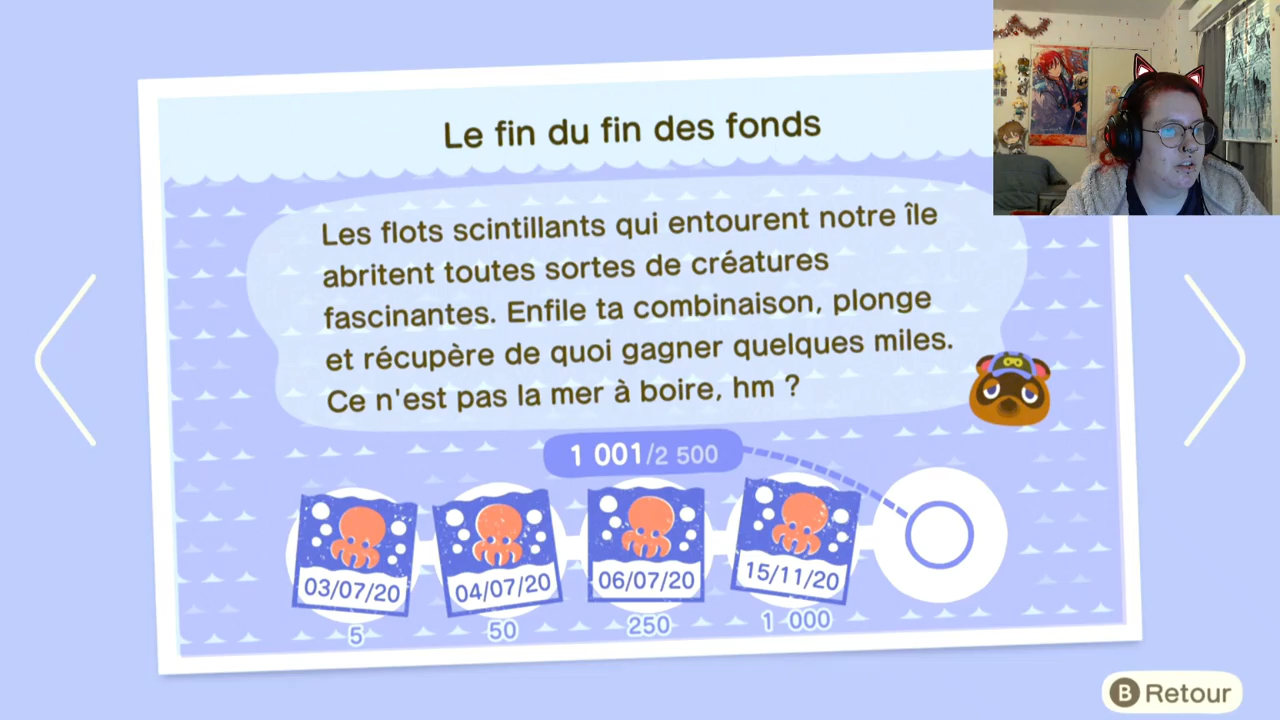 Le fin du fin des fonds
Les flots scintillants qui entourent notre île
abritent toutes sortes de créatures
fascinantes. Enfile ta combinaison, plonge
et récupère de quoi gagner quelques miles.
Ce n'est pas la mer à boire, hm ?
1 001/2 500
03/07/20 04/07/20 06/07/20 15/11/20
5 50 250 1 000
B Retour